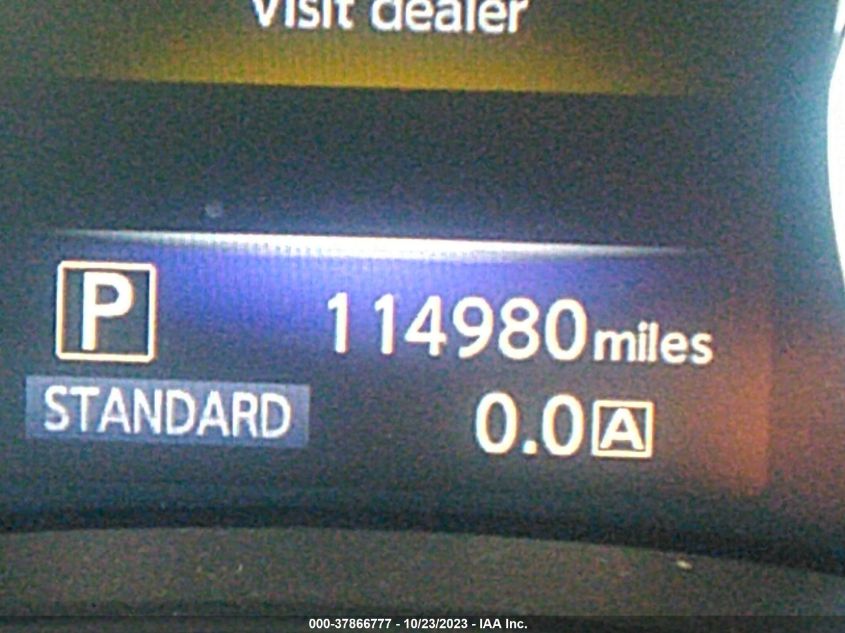 Visit dealer
P 114980 miles
STANDARD 0.0 A
000-37866777 - 10/23/2023 - IAA Inc.